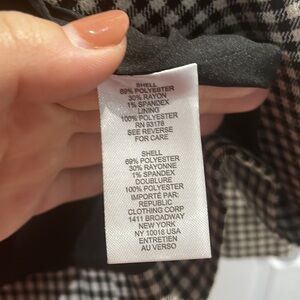 SHELL
69% POLYESTER
30% RAYON
1% SPANDEX
LINING
100% POLYESTER
RN 93178
SEE REVERSE
FOR CARE
SHELL
69% POLYESTER
30% RAYONNE
1% SPANDEX
DOUBLURE
100% POLYESTER
IMPORTÉ PAR:
REPUBLIC
CLOTHING CORP
1411 BROADWAY
NEW YORK
NY 10018 USA
ENTRETIEN
AU VERSO